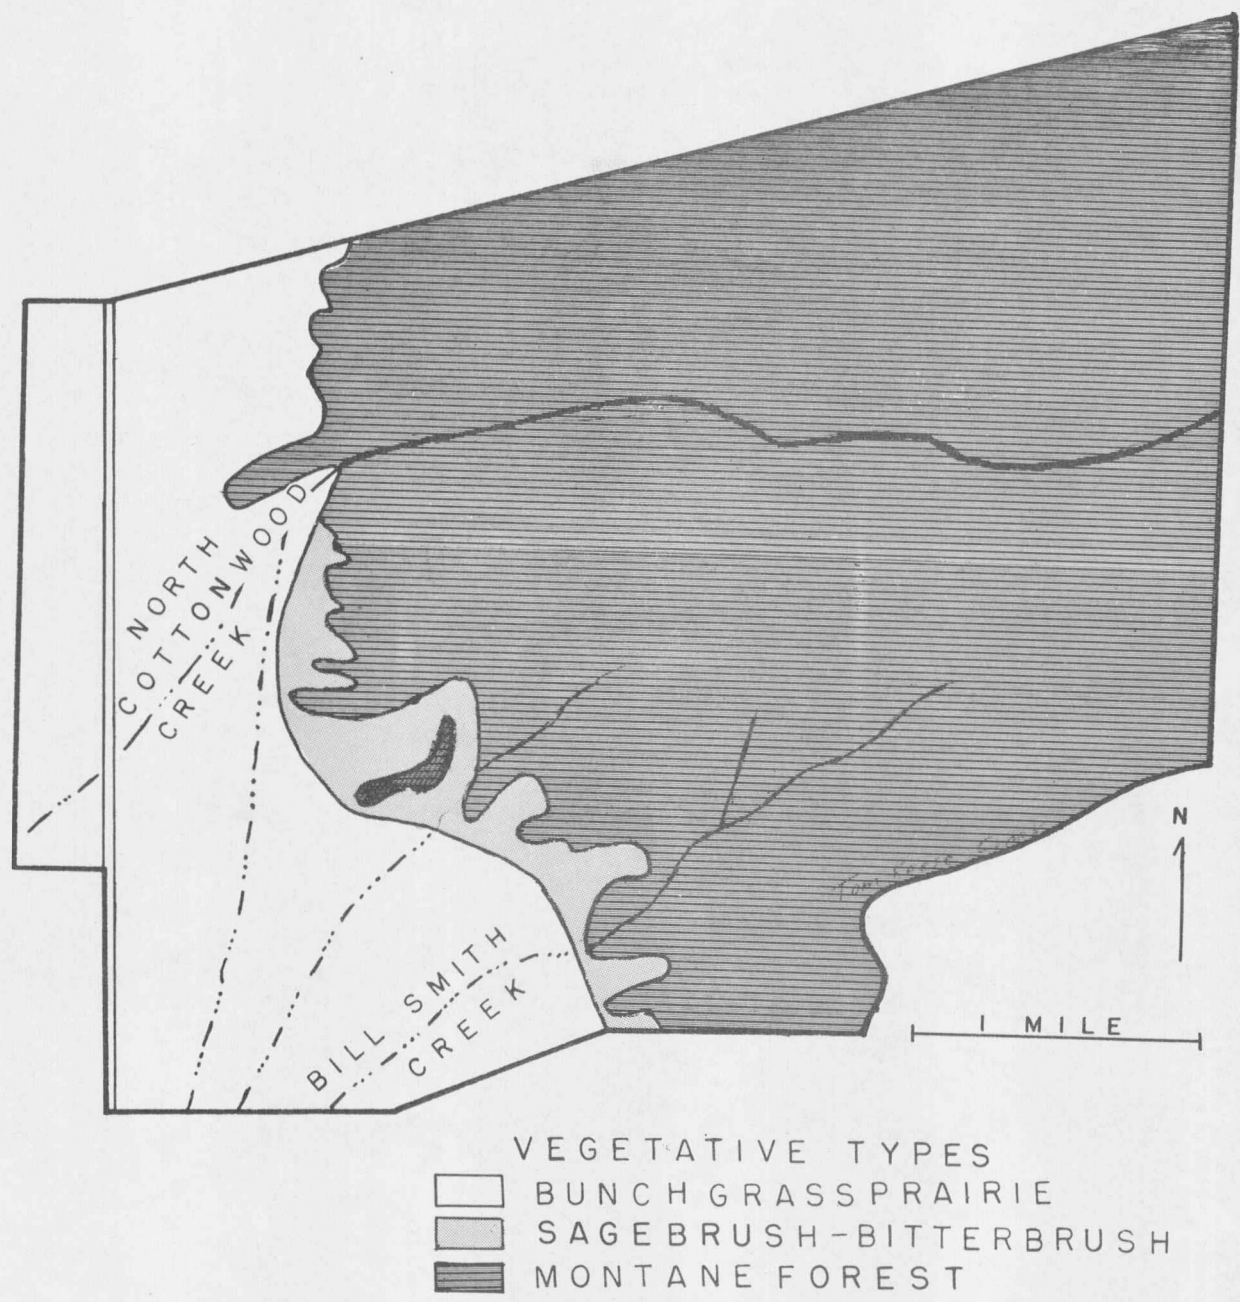 NORTH
COTTONWOOD
CREEK
BILL SMITH
CREEK
N
1 MILE
VEGETATIVE TYPES
BUNCH GRASS PRAIRIE
SAGEBRUSH-BITTERBRUSH
MONTANE FOREST